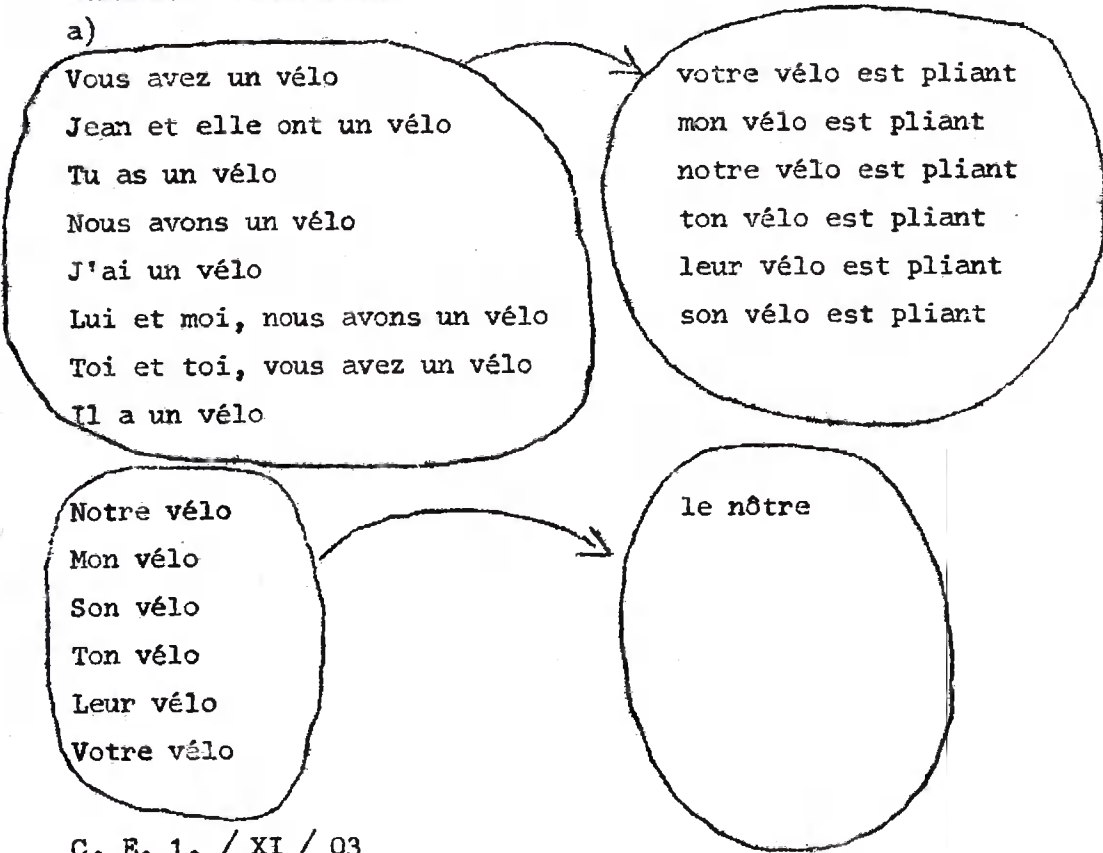 a)
Vous avez un vélo
Jean et elle ont un vélo
Tu as un vélo
Nous avons un vélo
J'ai un vélo
Lui et moi, nous avons un vélo
Toi et toi, vous avez un vélo
Il a un vélo
votre vélo est pliant
mon vélo est pliant
notre vélo est pliant
ton vélo est pliant
leur vélo est pliant
son vélo est pliant
Notre vélo
Mon vélo
Son vélo
Ton vélo
Leur vélo
Votre vélo
le nôtre
C. E. 1. / XI / 03